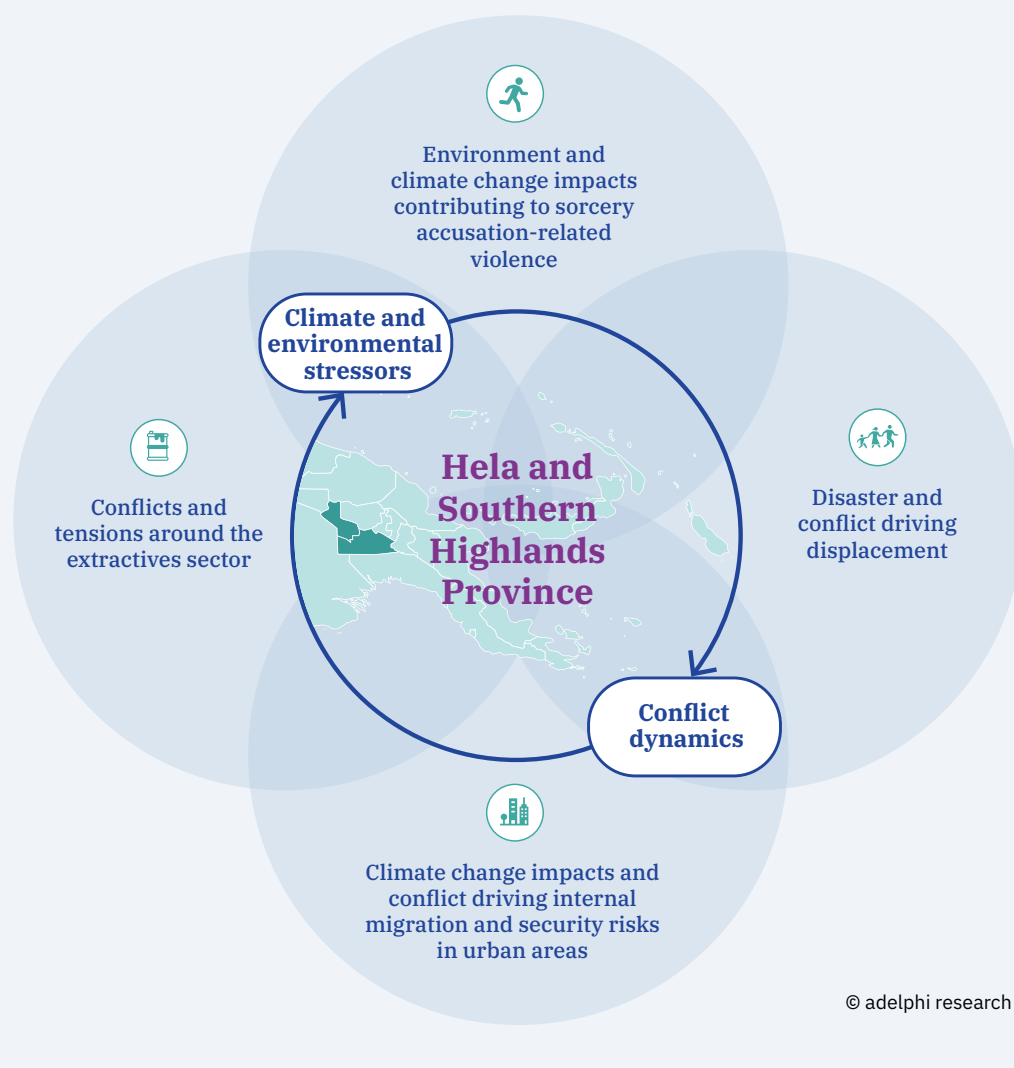 Environment and
climate change impacts
contributing to sorcery
accusation-related
violence
Climate and
environmental
stressors
Conflicts and
tensions around the
extractives sector
Hela and
Southern
Highlands
Province
Disaster and
conflict driving
displacement
Conflict
dynamics
Climate change impacts and
conflict driving internal
migration and security risks
in urban areas
© adelphi research